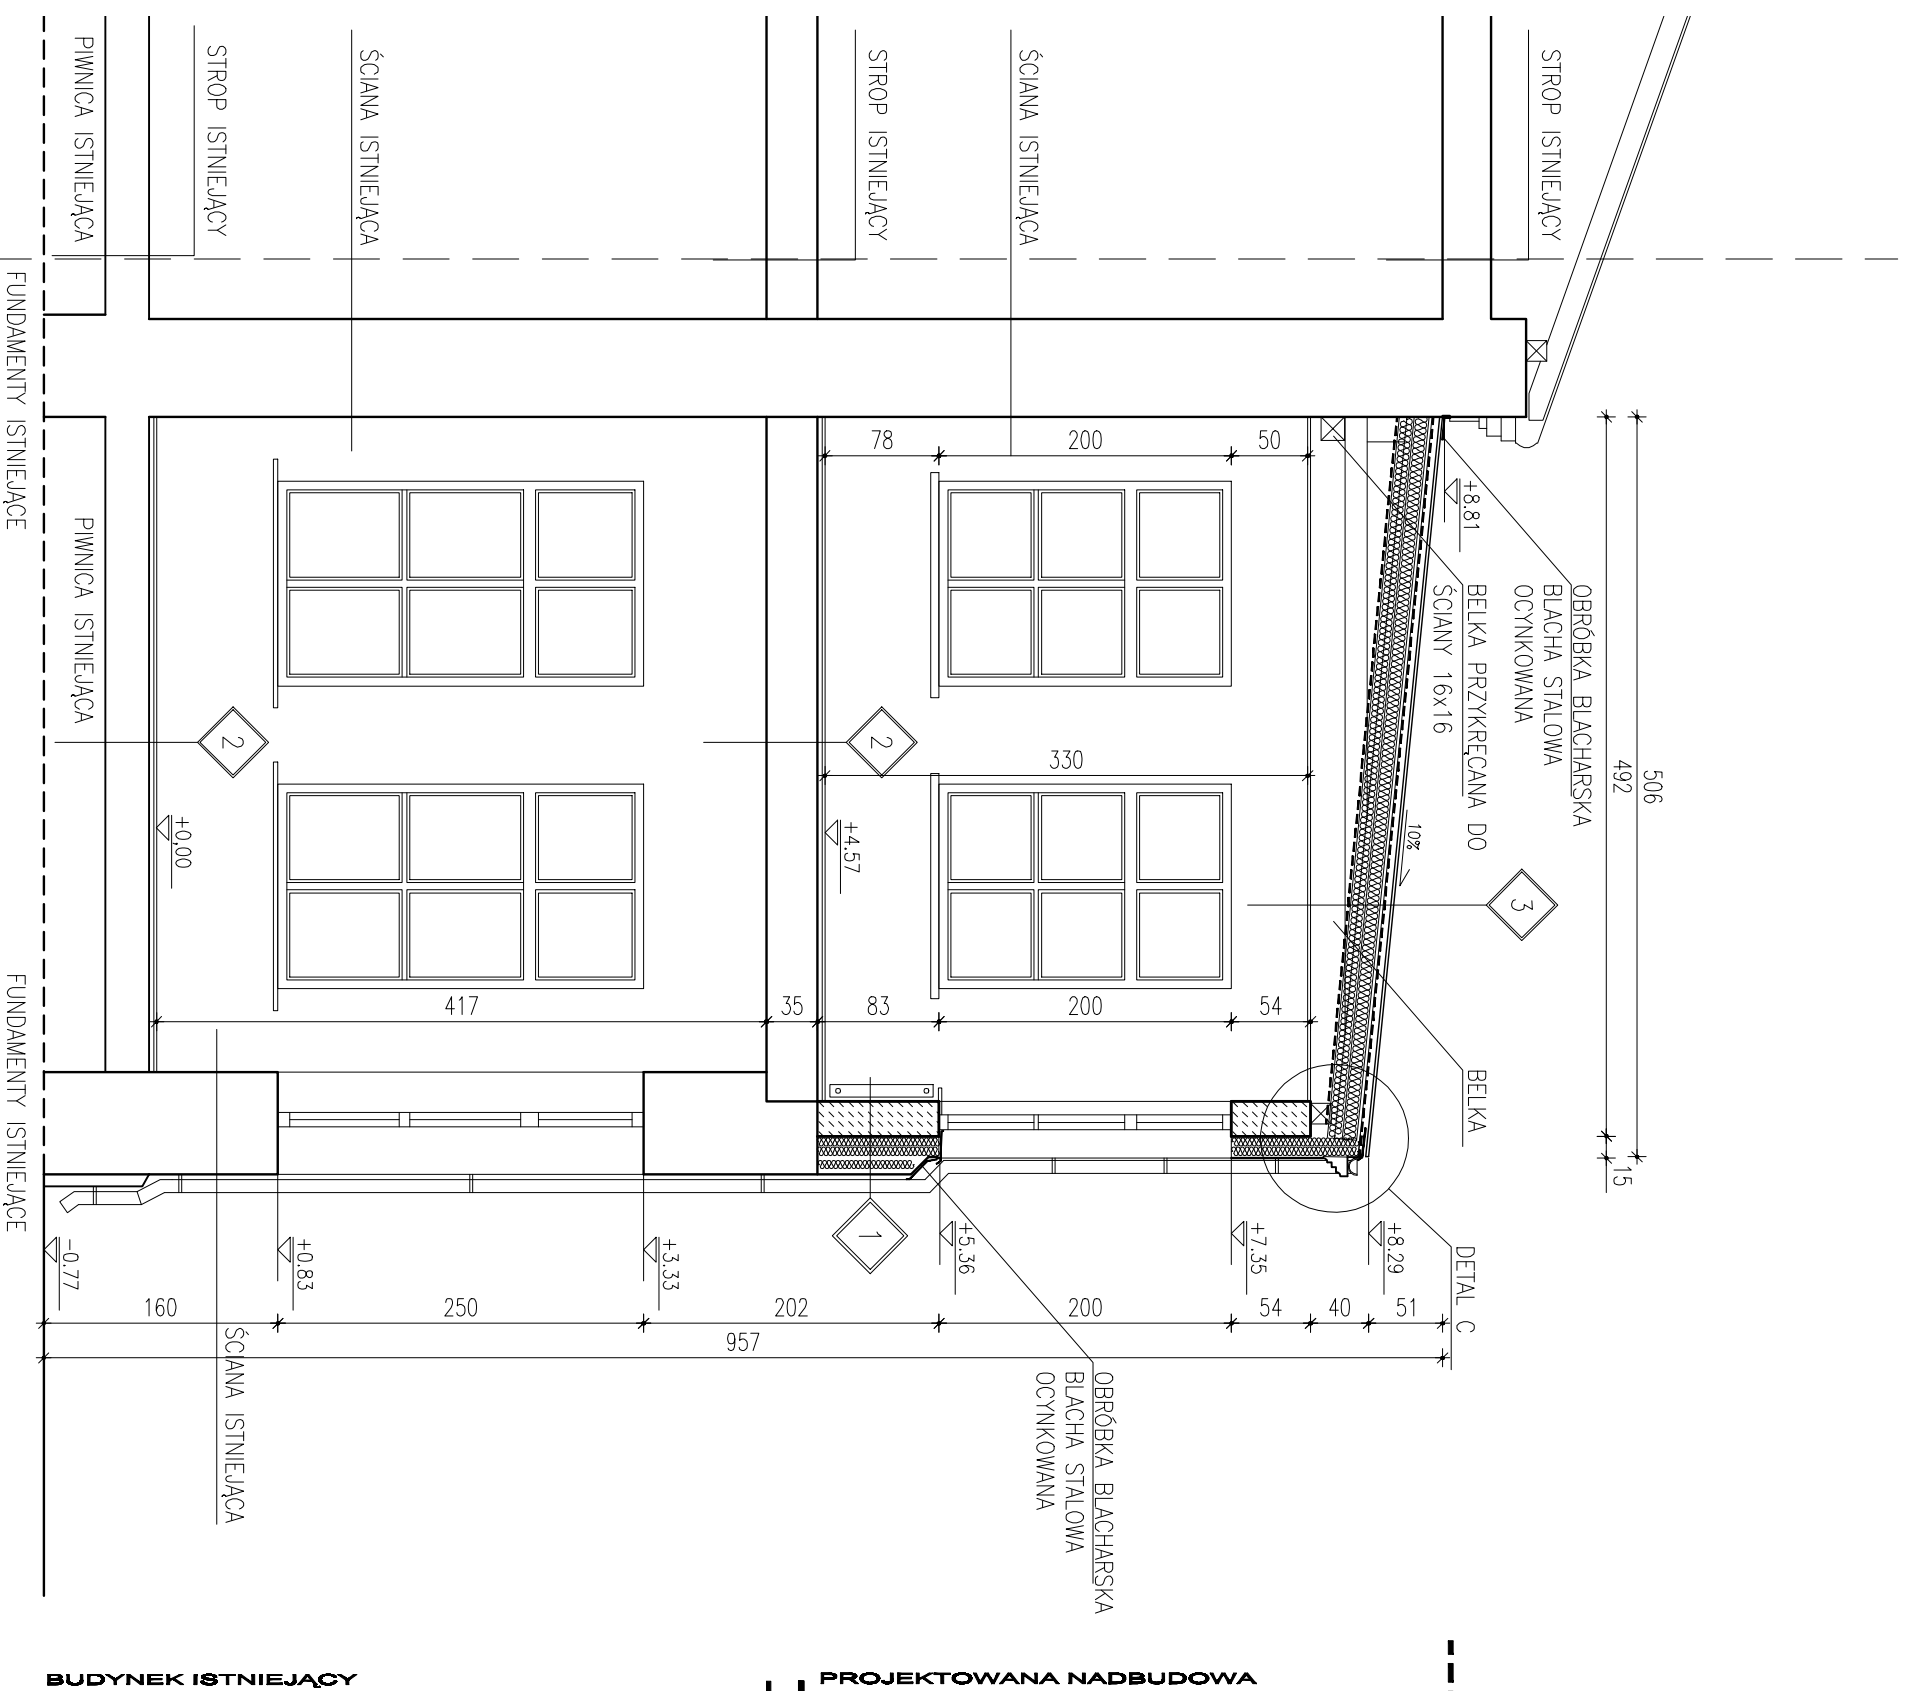 STROP ISTNIEJĄCY
ŚCIANA ISTNIEJĄCA
STROP ISTNIEJĄCY
ŚCIANA ISTNIEJĄCA
STROP ISTNIEJĄCY
PIWNICA ISTNIEJĄCA
FUNDAMENTY ISTNIEJĄCE
506
492
15
OBRÓBKA BLACHARSKA
BLACHA STALOWA
OCYNKOWANA
BELKA PRZYKRĘCANA DO
ŚCIANY 16x16
+8.81
10%
3
BELKA
DETAL C
50
200
78
330
2
+4.57
54
200
83
35
417
2
+0,00
PIWNICA ISTNIEJĄCA
FUNDAMENTY ISTNIEJĄCE
1
+8.29
+7.35
+5.36
+3.33
+0.83
-0.77
51
40
54
200
202
250
160
957
OBRÓBKA BLACHARSKA
BLACHA STALOWA
OCYNKOWANA
ŚCIANA ISTNIEJĄCA
BUDYNEK ISTNIEJĄCY
PROJEKTOWANA NADBUDOWA